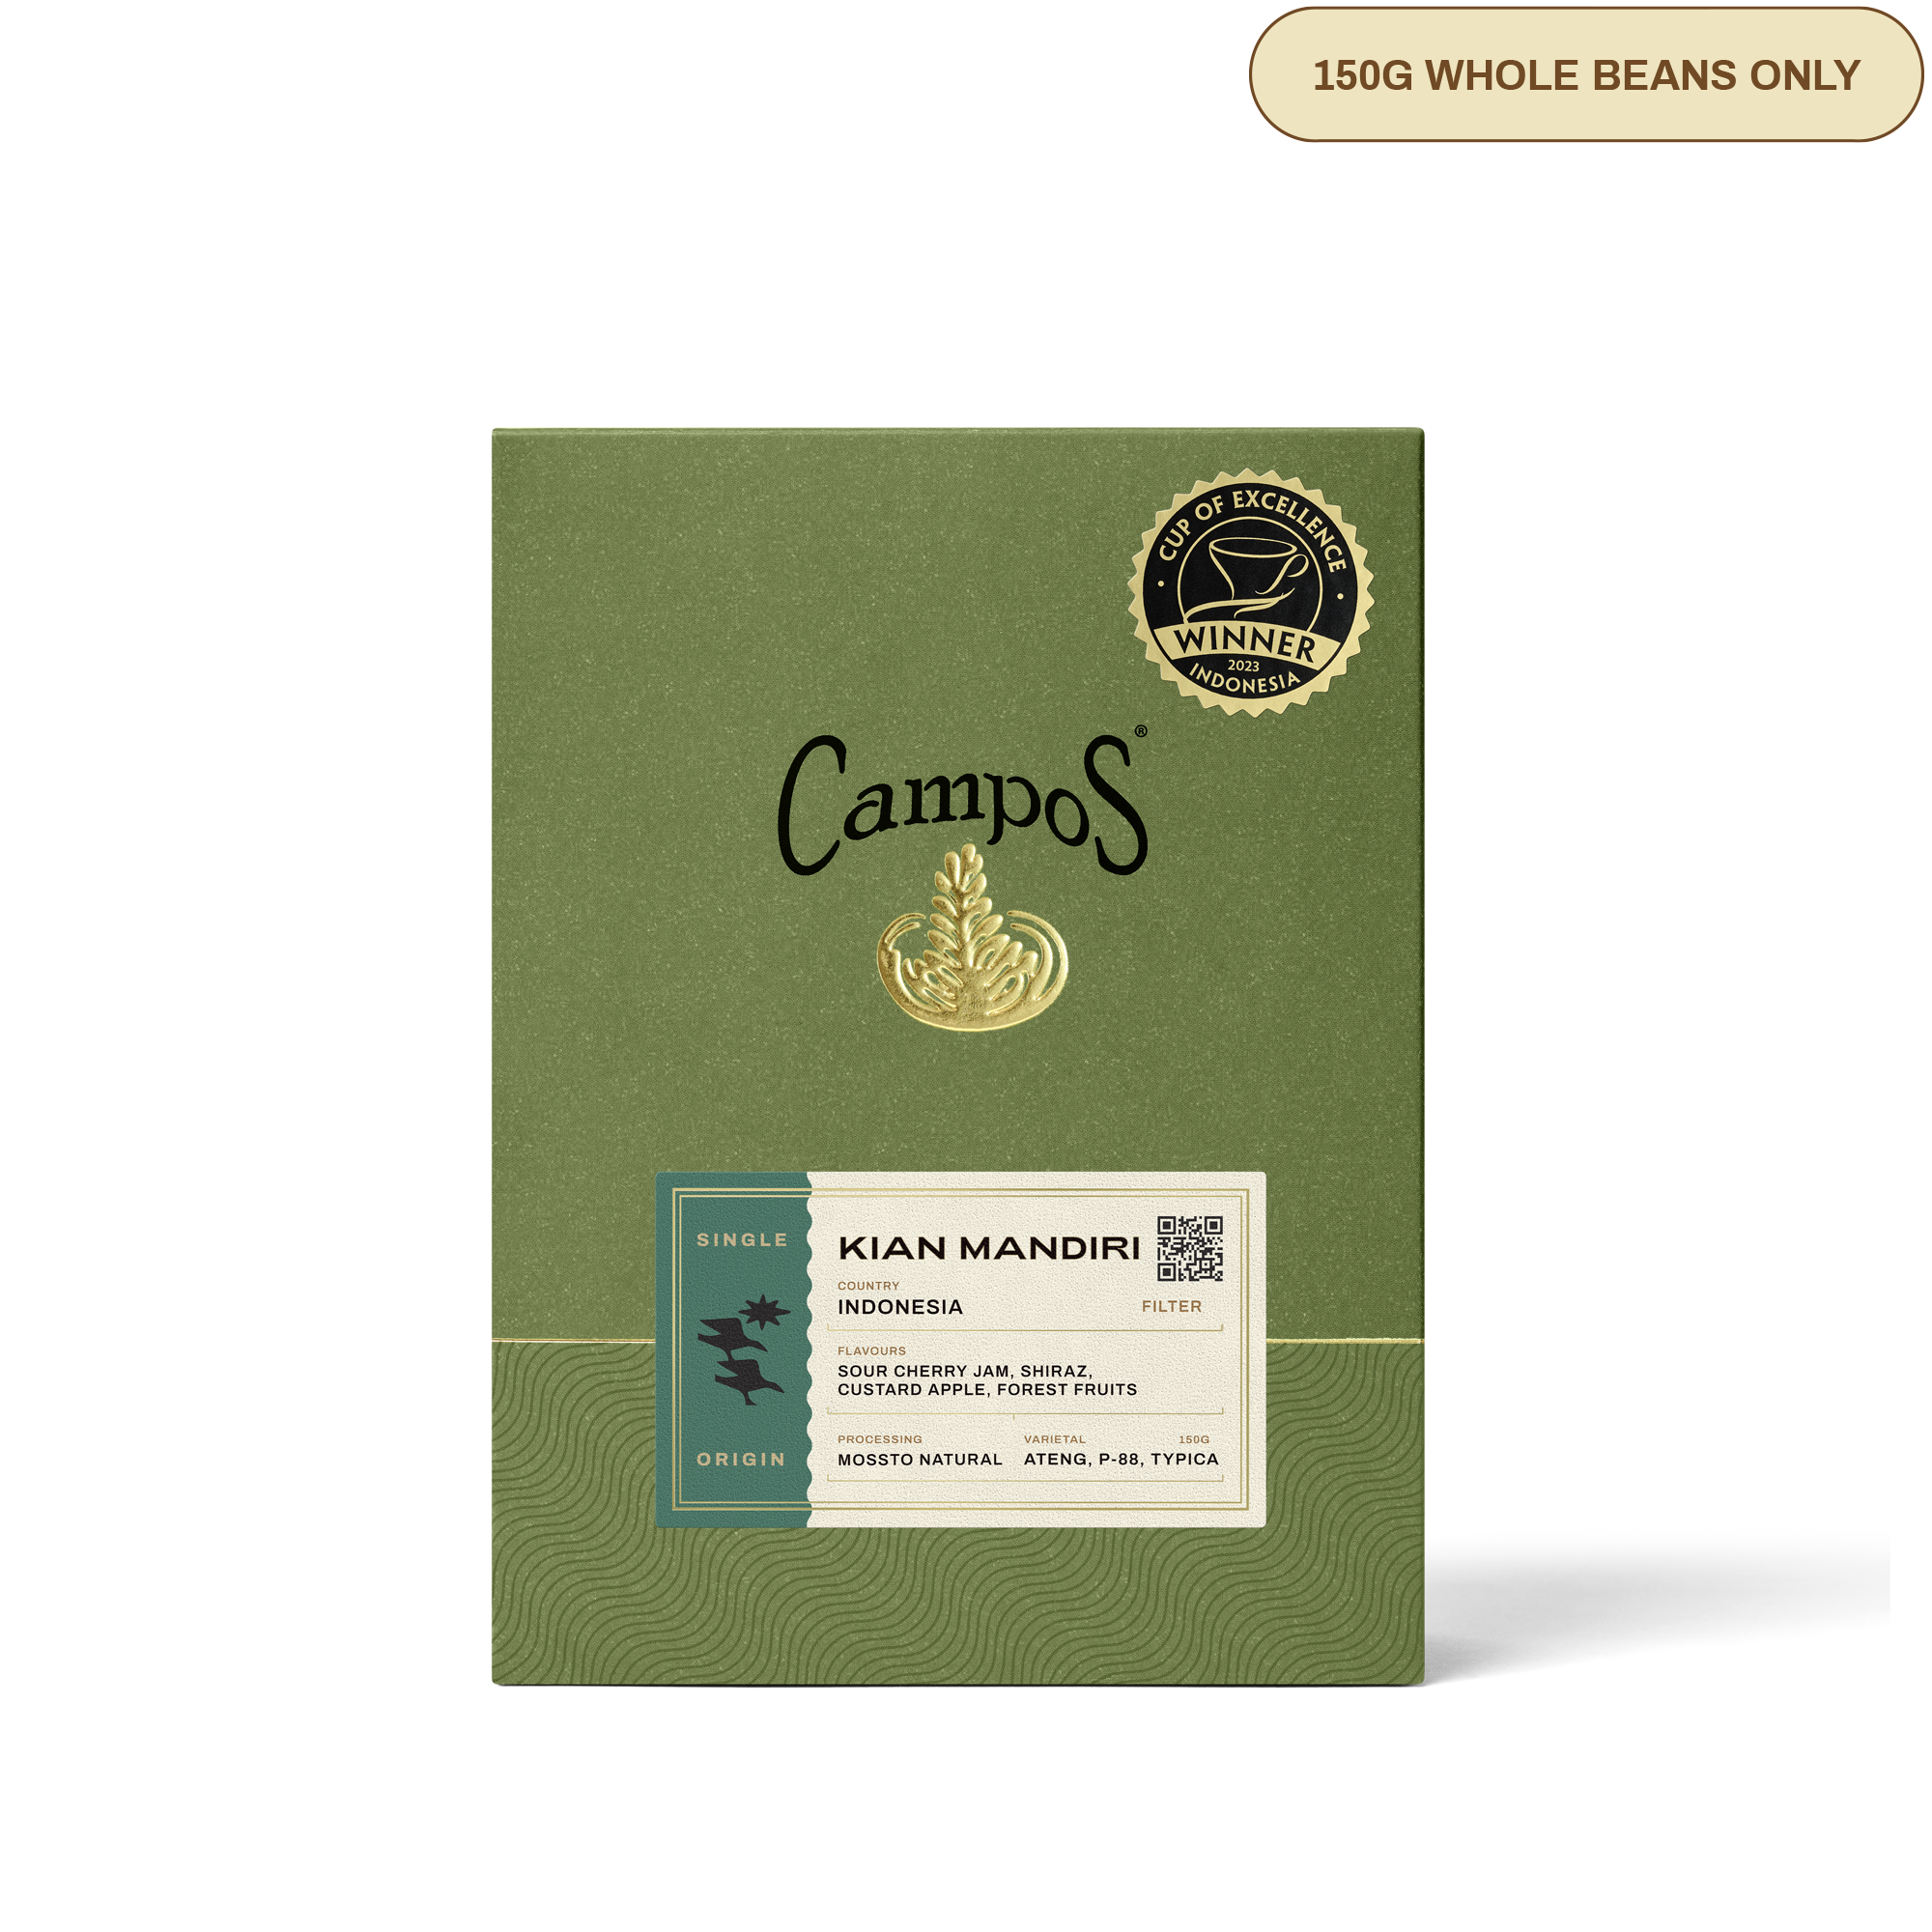 150G WHOLE BEANS ONLY
CUP OF EXCELLENCE
WINNER
2023
INDONESIA
Campos®
SINGLE
ORIGIN
KIAN MANDIRI
COUNTRY
INDONESIA
FILTER
FLAVOURS
SOUR CHERRY JAM, SHIRAZ,
CUSTARD APPLE, FOREST FRUITS
PROCESSING
MOSSTO NATURAL
VARIETAL
150G
ATENG, P-88, TYPICA